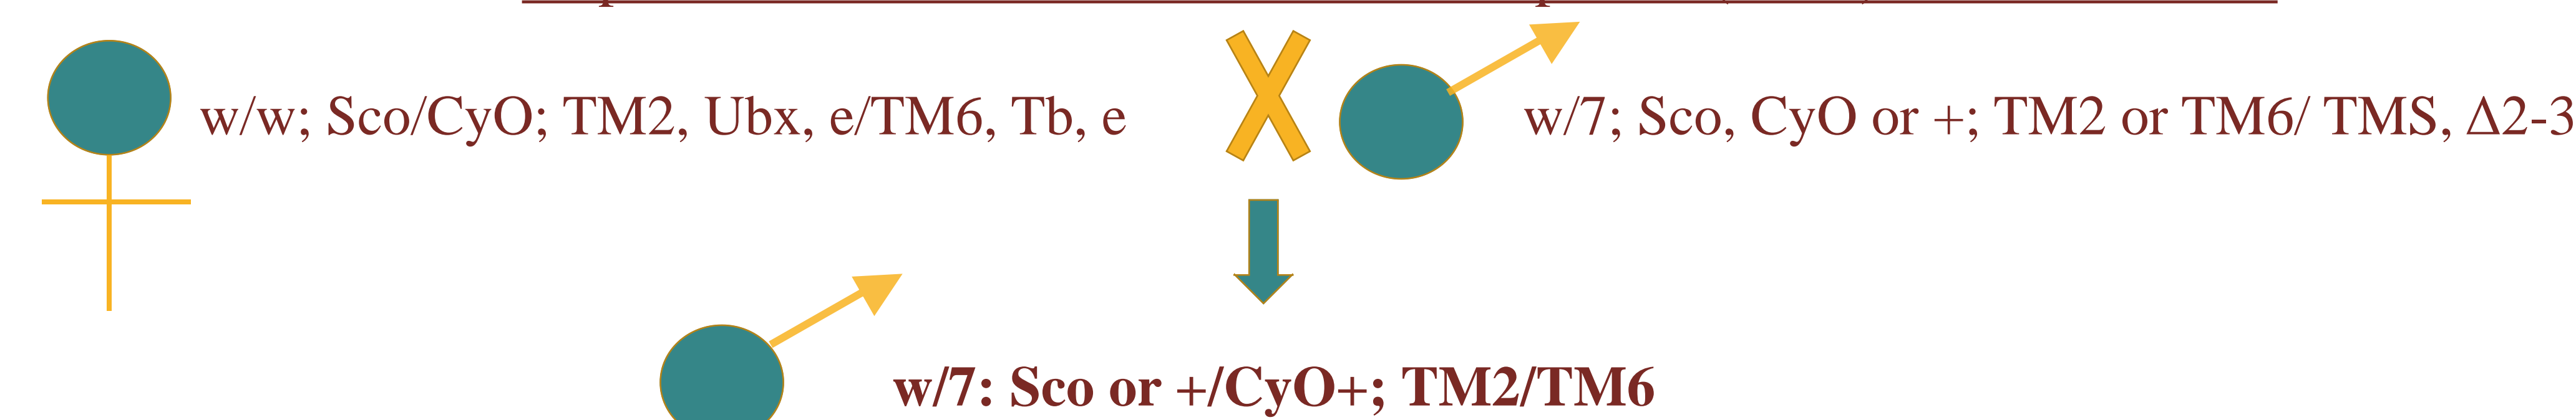 w/w; Sco/CyO; TM2, Ubx, e/TM6, Tb, e
w/7; Sco, CyO or +; TM2 or TM6/ TMS, Δ2-3
w/7: Sco or +/CyO+; TM2/TM6